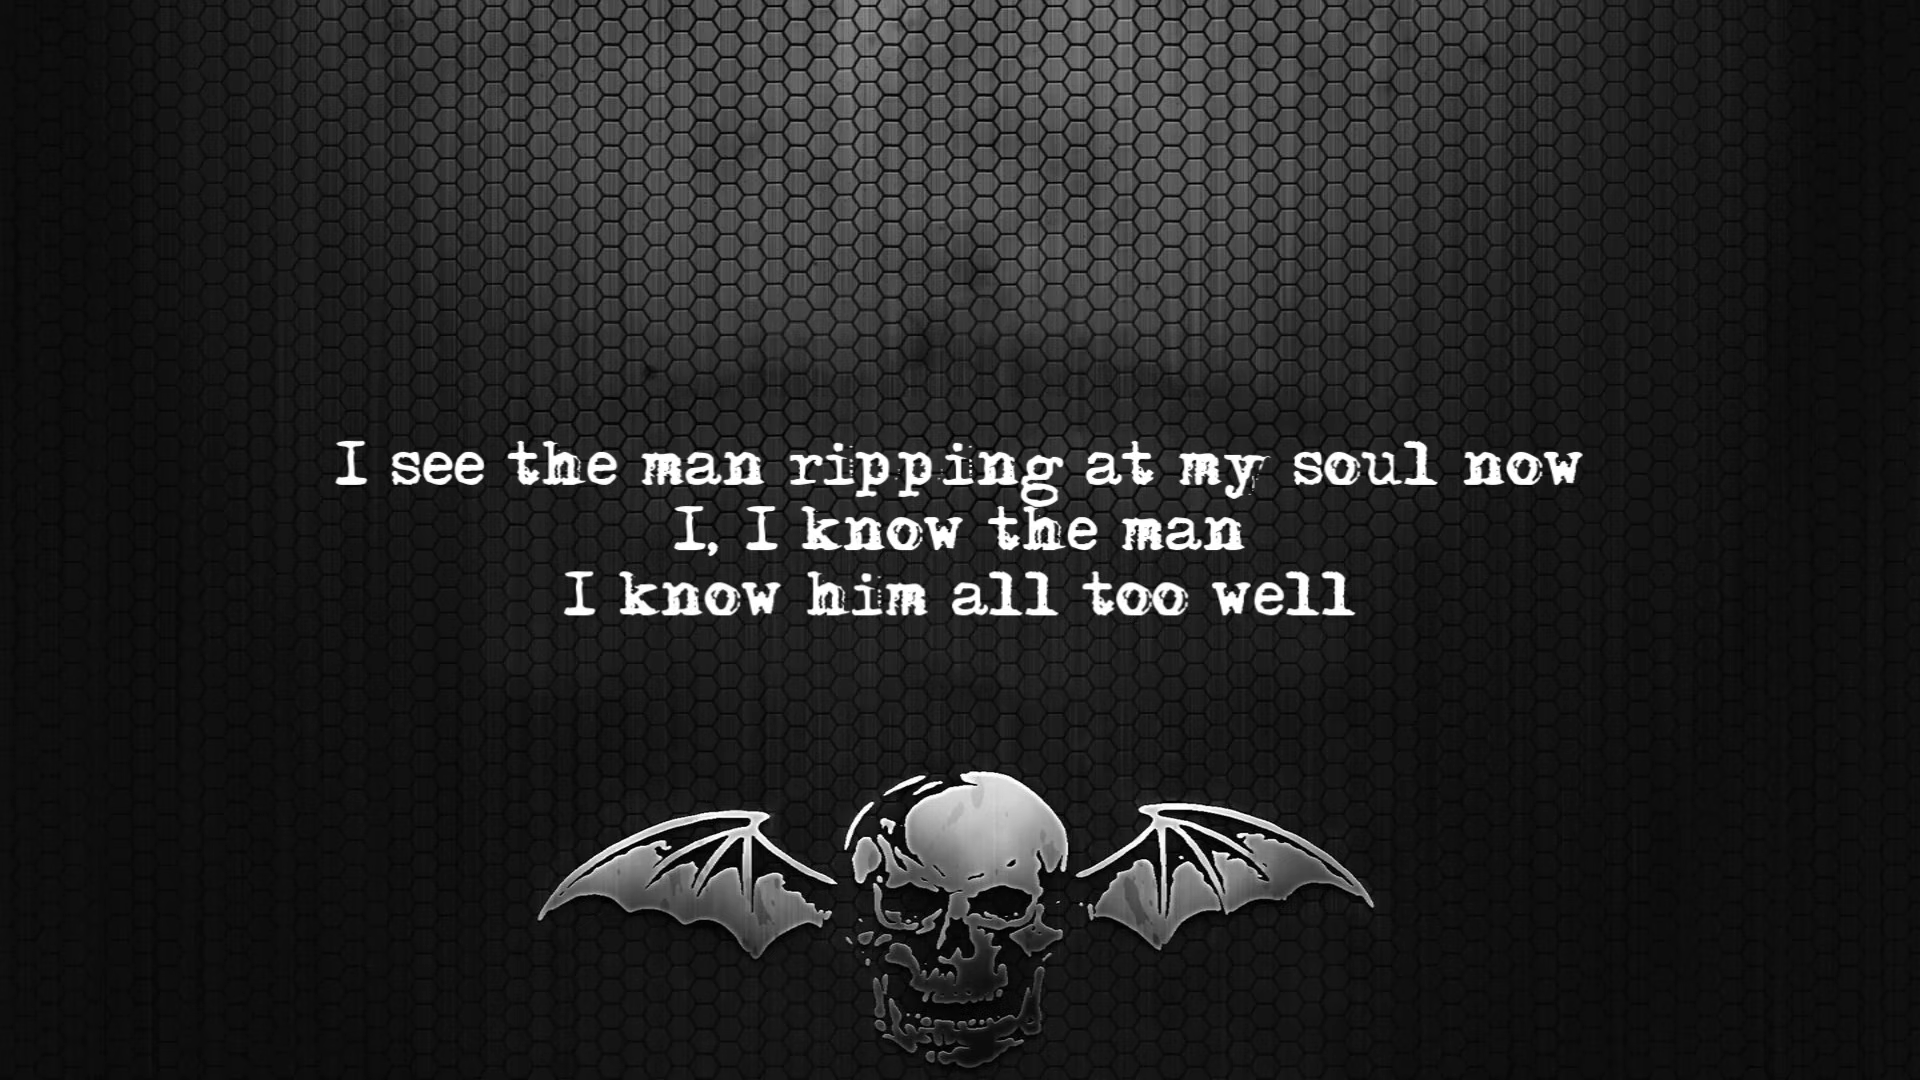 I see the man ripping at my soul now
I, I know the man
I know him all too well